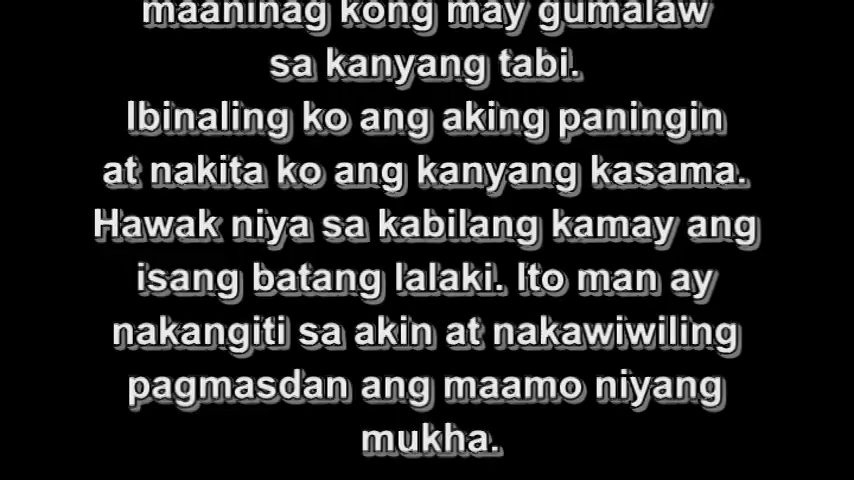 maaninag kong may gumalaw
sa kanyang tabi.
Ibinaling ko ang aking paningin
at nakita ko ang kanyang kasama.
Hawak niya sa kabilang kamay ang
isang batang lalaki. Ito man ay
nakangiti sa akin at nakawiwiling
pagmasdan ang maamo niyang
mukha.